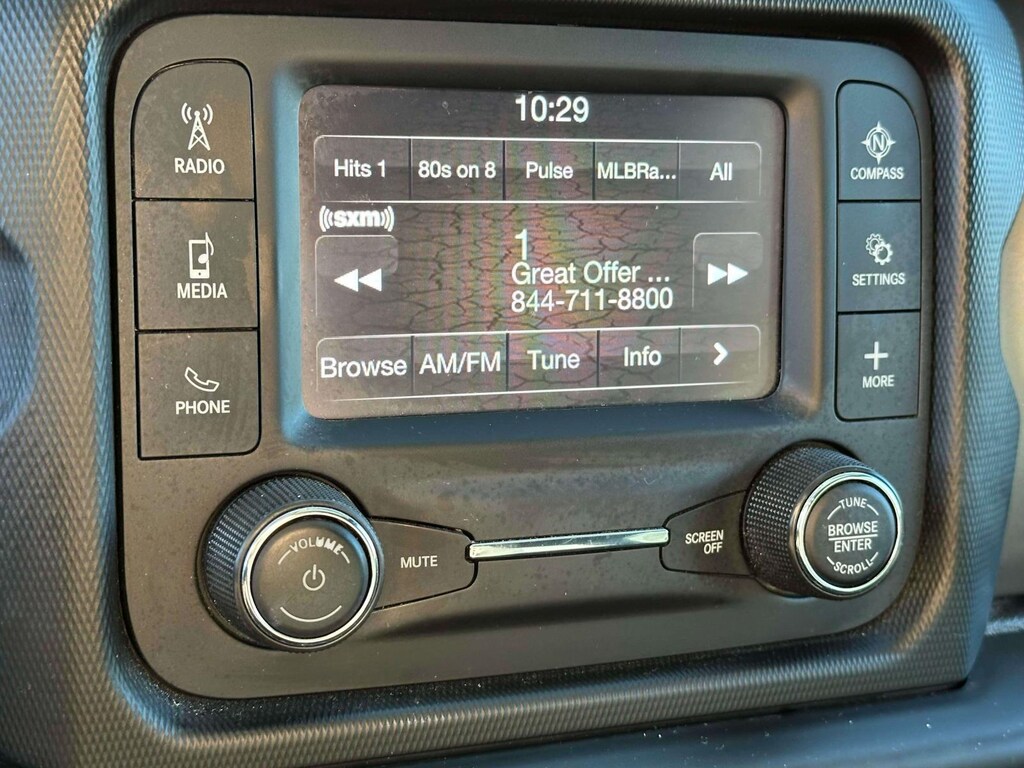 10:29
Hits 1 80s on 8 Pulse MLBRa... All
((sxm))
1
Great Offer ...
844-711-8800
Browse AM/FM Tune Info >
RADIO
MEDIA
PHONE
N
COMPASS
SETTINGS
+
MORE
VOLUME
MUTE
SCREEN
OFF
TUNE
BROWSE
ENTER
SCROLL